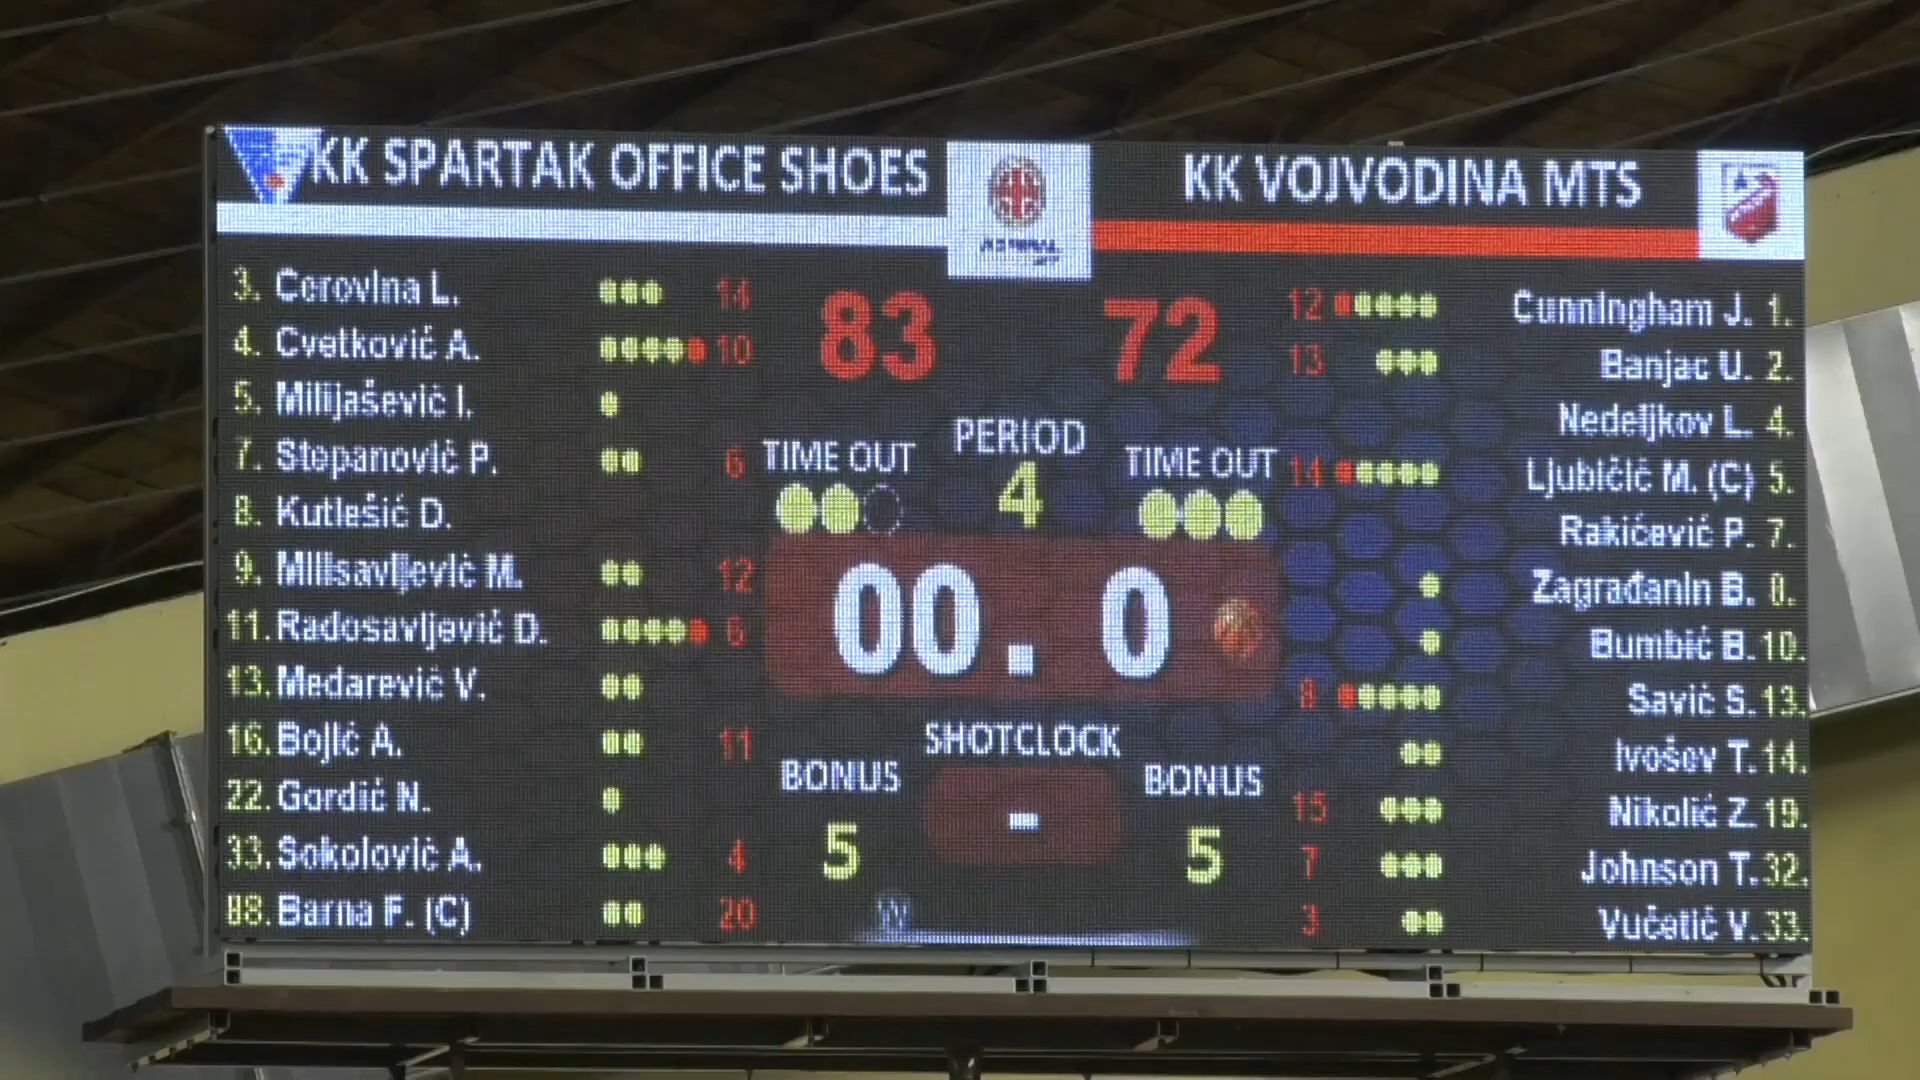 KK SPARTAK OFFICE SHOES
KK VOJVODINA MTS
83 72
PERIOD
4
TIME OUT
TIME OUT
00.0
SHOTCLOCK
-
BONUS
5
BONUS
5
3. Cerovina L. 14
4. Cvetković A. 10
5. Milijašević I.
7. Stepanović P. 6
8. Kutlešić D.
9. Milisavljević M. 12
11. Radosavljević D. 6
13. Medarević V.
16. Bojić A. 11
22. Gordić N.
33. Sokolović A. 4
88. Barna F. (C) 20
12 Cunningham J. 1.
13 Banjac U. 2.
Nedeljkov L. 4.
14 Ljubičić M. (C) 5.
Rakićević P. 7.
Zagrađanin B. 8.
Bumbić B. 10.
8 Savić S. 13.
Ivošev T. 14.
15 Nikolić Z. 19.
7 Johnson T. 32.
3 Vučetić V. 33.
W